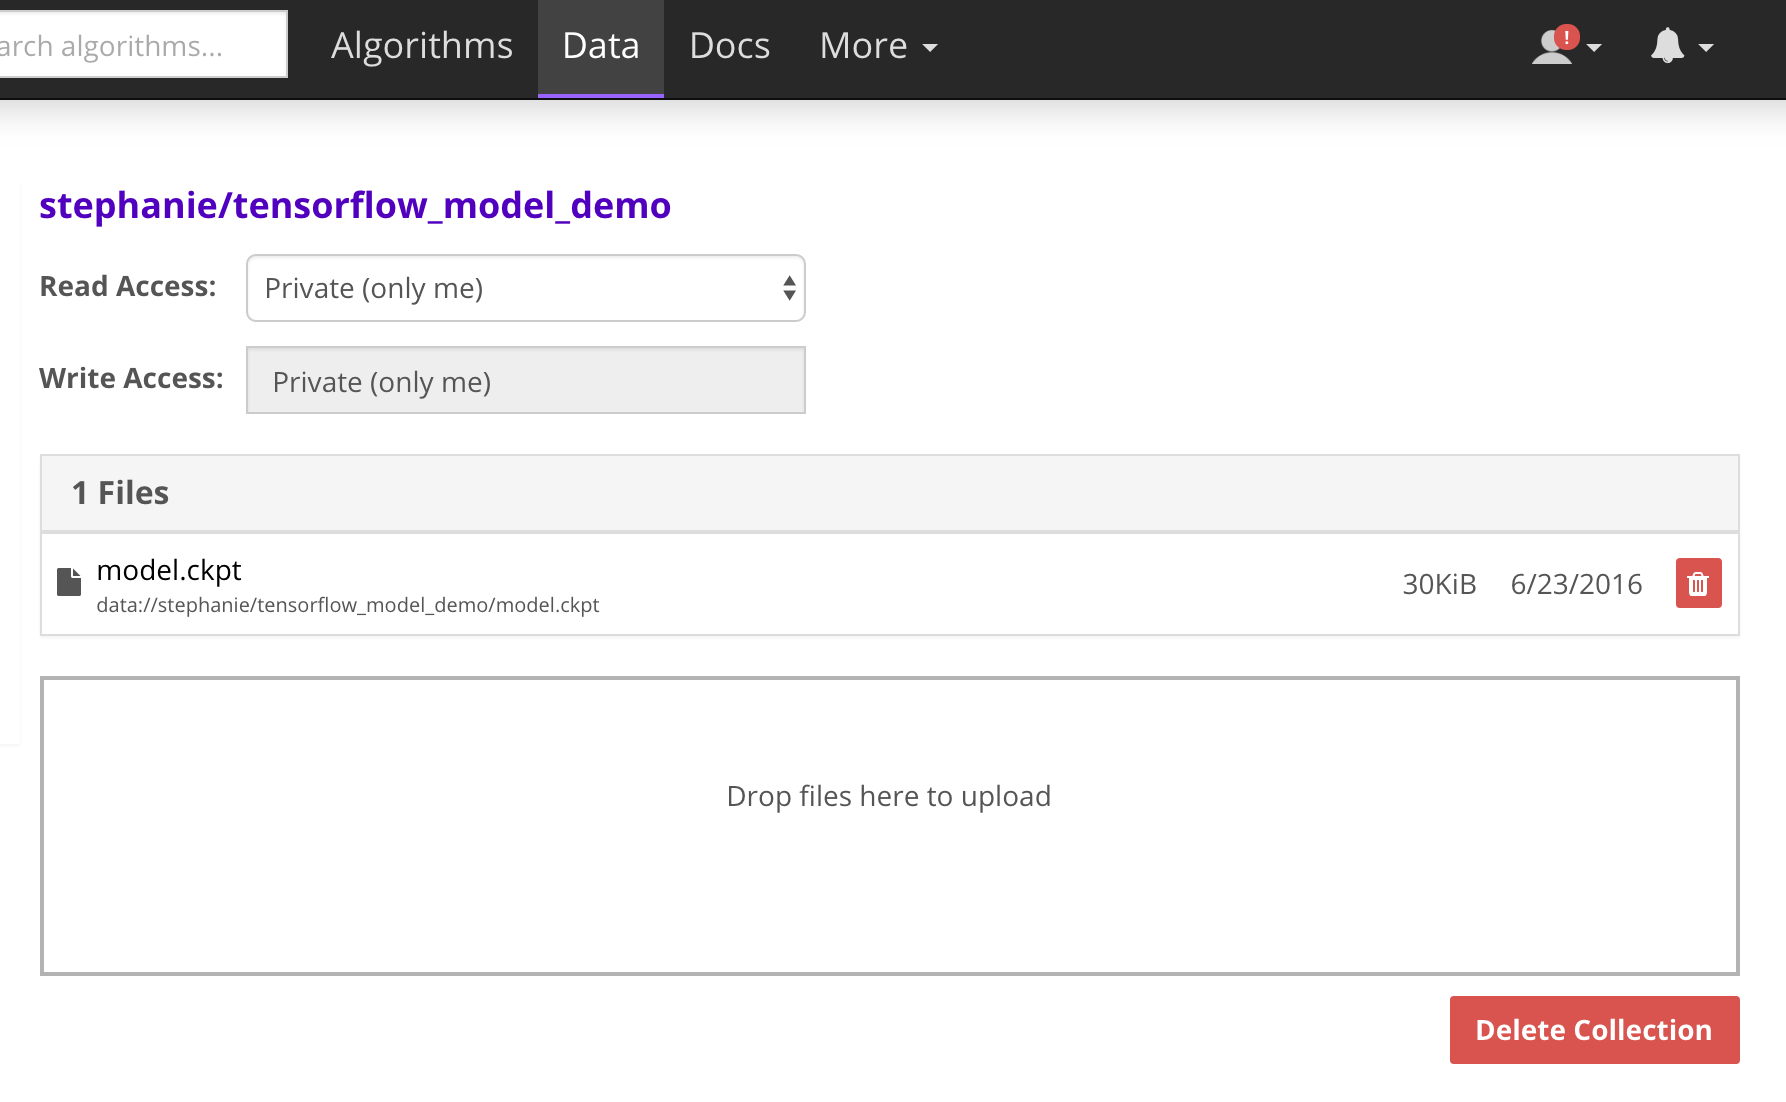 arch algorithms...
Algorithms Data Docs More
!
stephanie/tensorflow_model_demo
Read Access: Private (only me)
Write Access: Private (only me)
1 Files
model.ckpt
data://stephanie/tensorflow_model_demo/model.ckpt
30KiB 6/23/2016
Drop files here to upload
Delete Collection